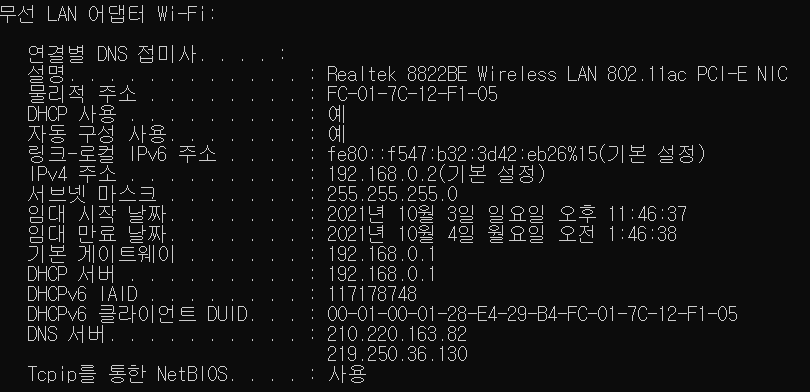 무선 LAN 어댑터 Wi-Fi:
연결별 DNS 접미사. . . . :
설명. . . . . . . . . . . . : Realtek 8822BE Wireless LAN 802.11ac PCI-E NIC
물리적 주소 . . . . . . . . : FC-01-7C-12-F1-05
DHCP 사용 . . . . . . . . . : 예
자동 구성 사용. . . . . . . : 예
링크-로컬 IPv6 주소 . . . . : fe80::f547:b32:3d42:eb26%15(기본 설정)
IPv4 주소 . . . . . . . . . : 192.168.0.2(기본 설정)
서브넷 마스크 . . . . . . . : 255.255.255.0
임대 시작 날짜. . . . . . . : 2021년 10월 3일 일요일 오후 11:46:37
임대 만료 날짜. . . . . . . : 2021년 10월 4일 월요일 오전 1:46:38
기본 게이트웨이 . . . . . . : 192.168.0.1
DHCP 서버 . . . . . . . . . : 192.168.0.1
DHCPv6 IAID . . . . . . . . : 117178748
DHCPv6 클라이언트 DUID. . . : 00-01-00-01-28-E4-29-B4-FC-01-7C-12-F1-05
DNS 서버. . . . . . . . . . : 210.220.163.82
219.250.36.130
Tcpip를 통한 NetBIOS. . . . : 사용